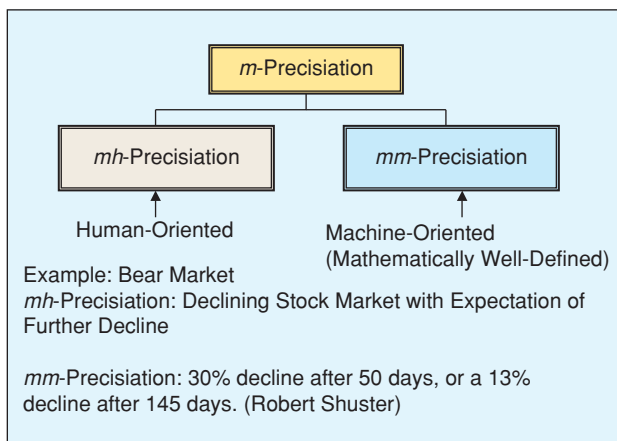 m-Precisiation
mh-Precisiation
mm-Precisiation
Human-Oriented
Machine-Oriented
(Mathematically Well-Defined)
Example: Bear Market
mh-Precisiation: Declining Stock Market with Expectation of
Further Decline
mm-Precisiation: 30% decline after 50 days, or a 13%
decline after 145 days. (Robert Shuster)